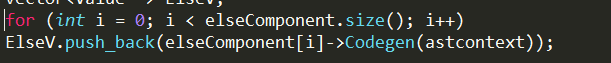 for (int i = 0; i < elseComponent.size(); i++)
ElseV.push_back(elseComponent[i]->Codegen(astcontext));